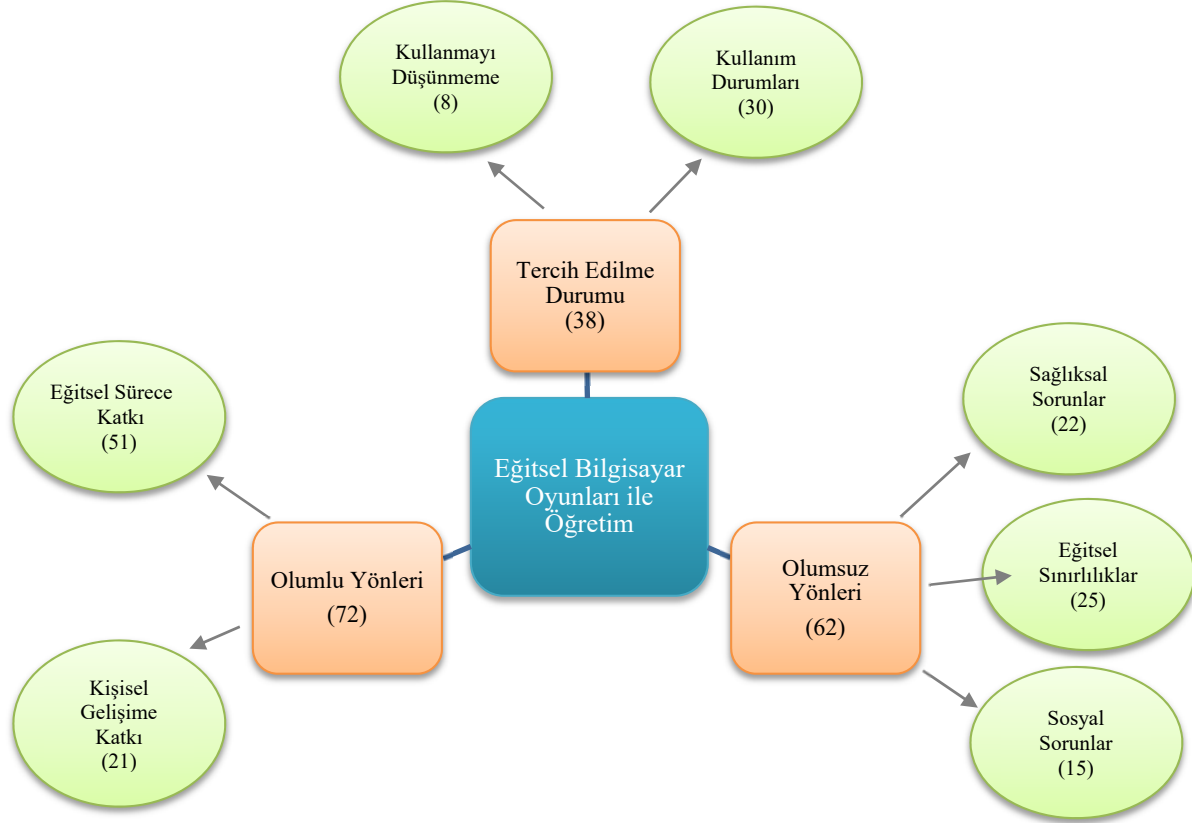 Kullanmayı
Düşünmeme
(8)
Kullanım
Durumları
(30)
Tercih Edilme
Durumu
(38)
Eğitsel Sürece
Katkı
(51)
Sağlıksal
Sorunlar
(22)
Eğitsel Bilgisayar
Oyunları ile
Öğretim
Olumlu Yönleri
(72)
Olumsuz
Yönleri
(62)
Eğitsel
Sınırlılıklar
(25)
Kişisel
Gelişime
Katkı
(21)
Sosyal
Sorunlar
(15)